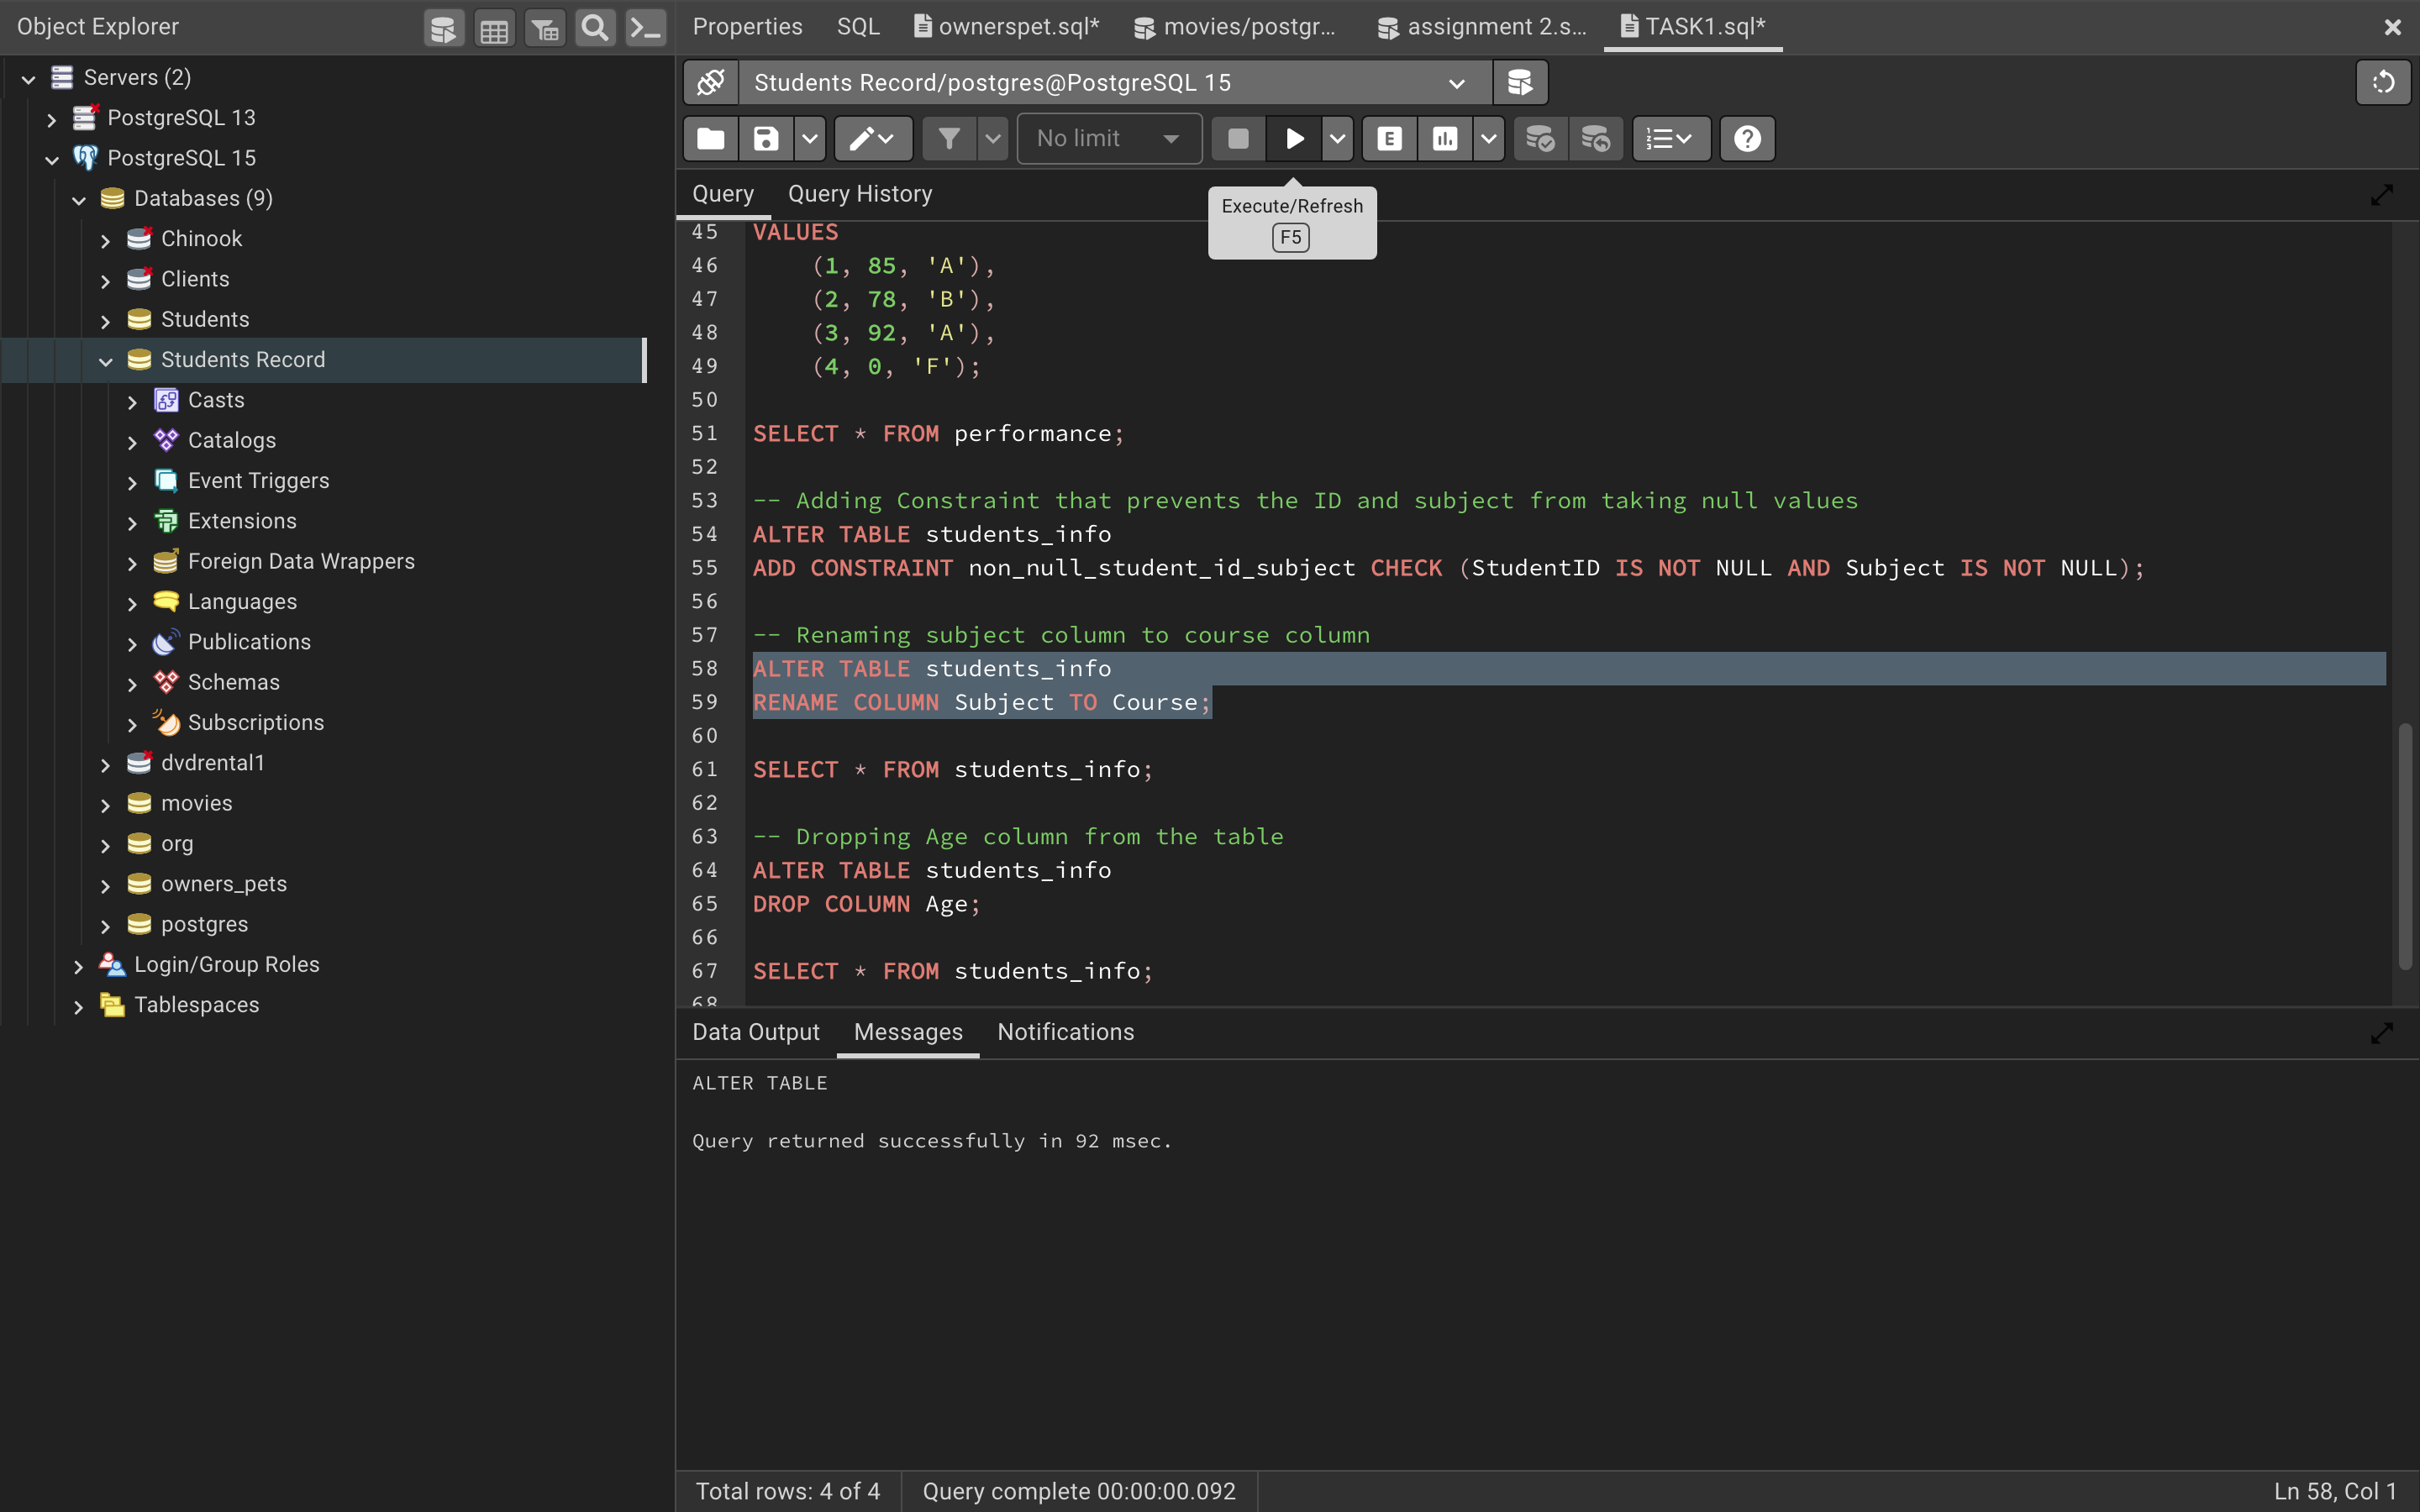 Object Explorer
Servers (2)
PostgreSQL 13
PostgreSQL 15
Databases (9)
Chinook
Clients
Students
Students Record
Casts
Catalogs
Event Triggers
Extensions
Foreign Data Wrappers
Languages
Publications
Schemas
Subscriptions
dvdrental1
movies
org
owners_pets
postgres
Login/Group Roles
Tablespaces
Properties SQL ownerspet.sql* movies/postgr... assignment 2.s... TASK1.sql*
Students Record/postgres@PostgreSQL 15
No limit E
Query Query History
Execute/Refresh
F5
45 VALUES
46 (1, 85, 'A'),
47 (2, 78, 'B'),
48 (3, 92, 'A'),
49 (4, 0, 'F');
50
51 SELECT * FROM performance;
52
53 -- Adding Constraint that prevents the ID and subject from taking null values
54 ALTER TABLE students_info
55 ADD CONSTRAINT non_null_student_id_subject CHECK (StudentID IS NOT NULL AND Subject IS NOT NULL);
56
57 -- Renaming subject column to course column
58 ALTER TABLE students_info
59 RENAME COLUMN Subject TO Course;
60
61 SELECT * FROM students_info;
62
63 -- Dropping Age column from the table
64 ALTER TABLE students_info
65 DROP COLUMN Age;
66
67 SELECT * FROM students_info;
68
Data Output Messages Notifications
ALTER TABLE
Query returned successfully in 92 msec.
Total rows: 4 of 4 Query complete 00:00:00.092 Ln 58, Col 1